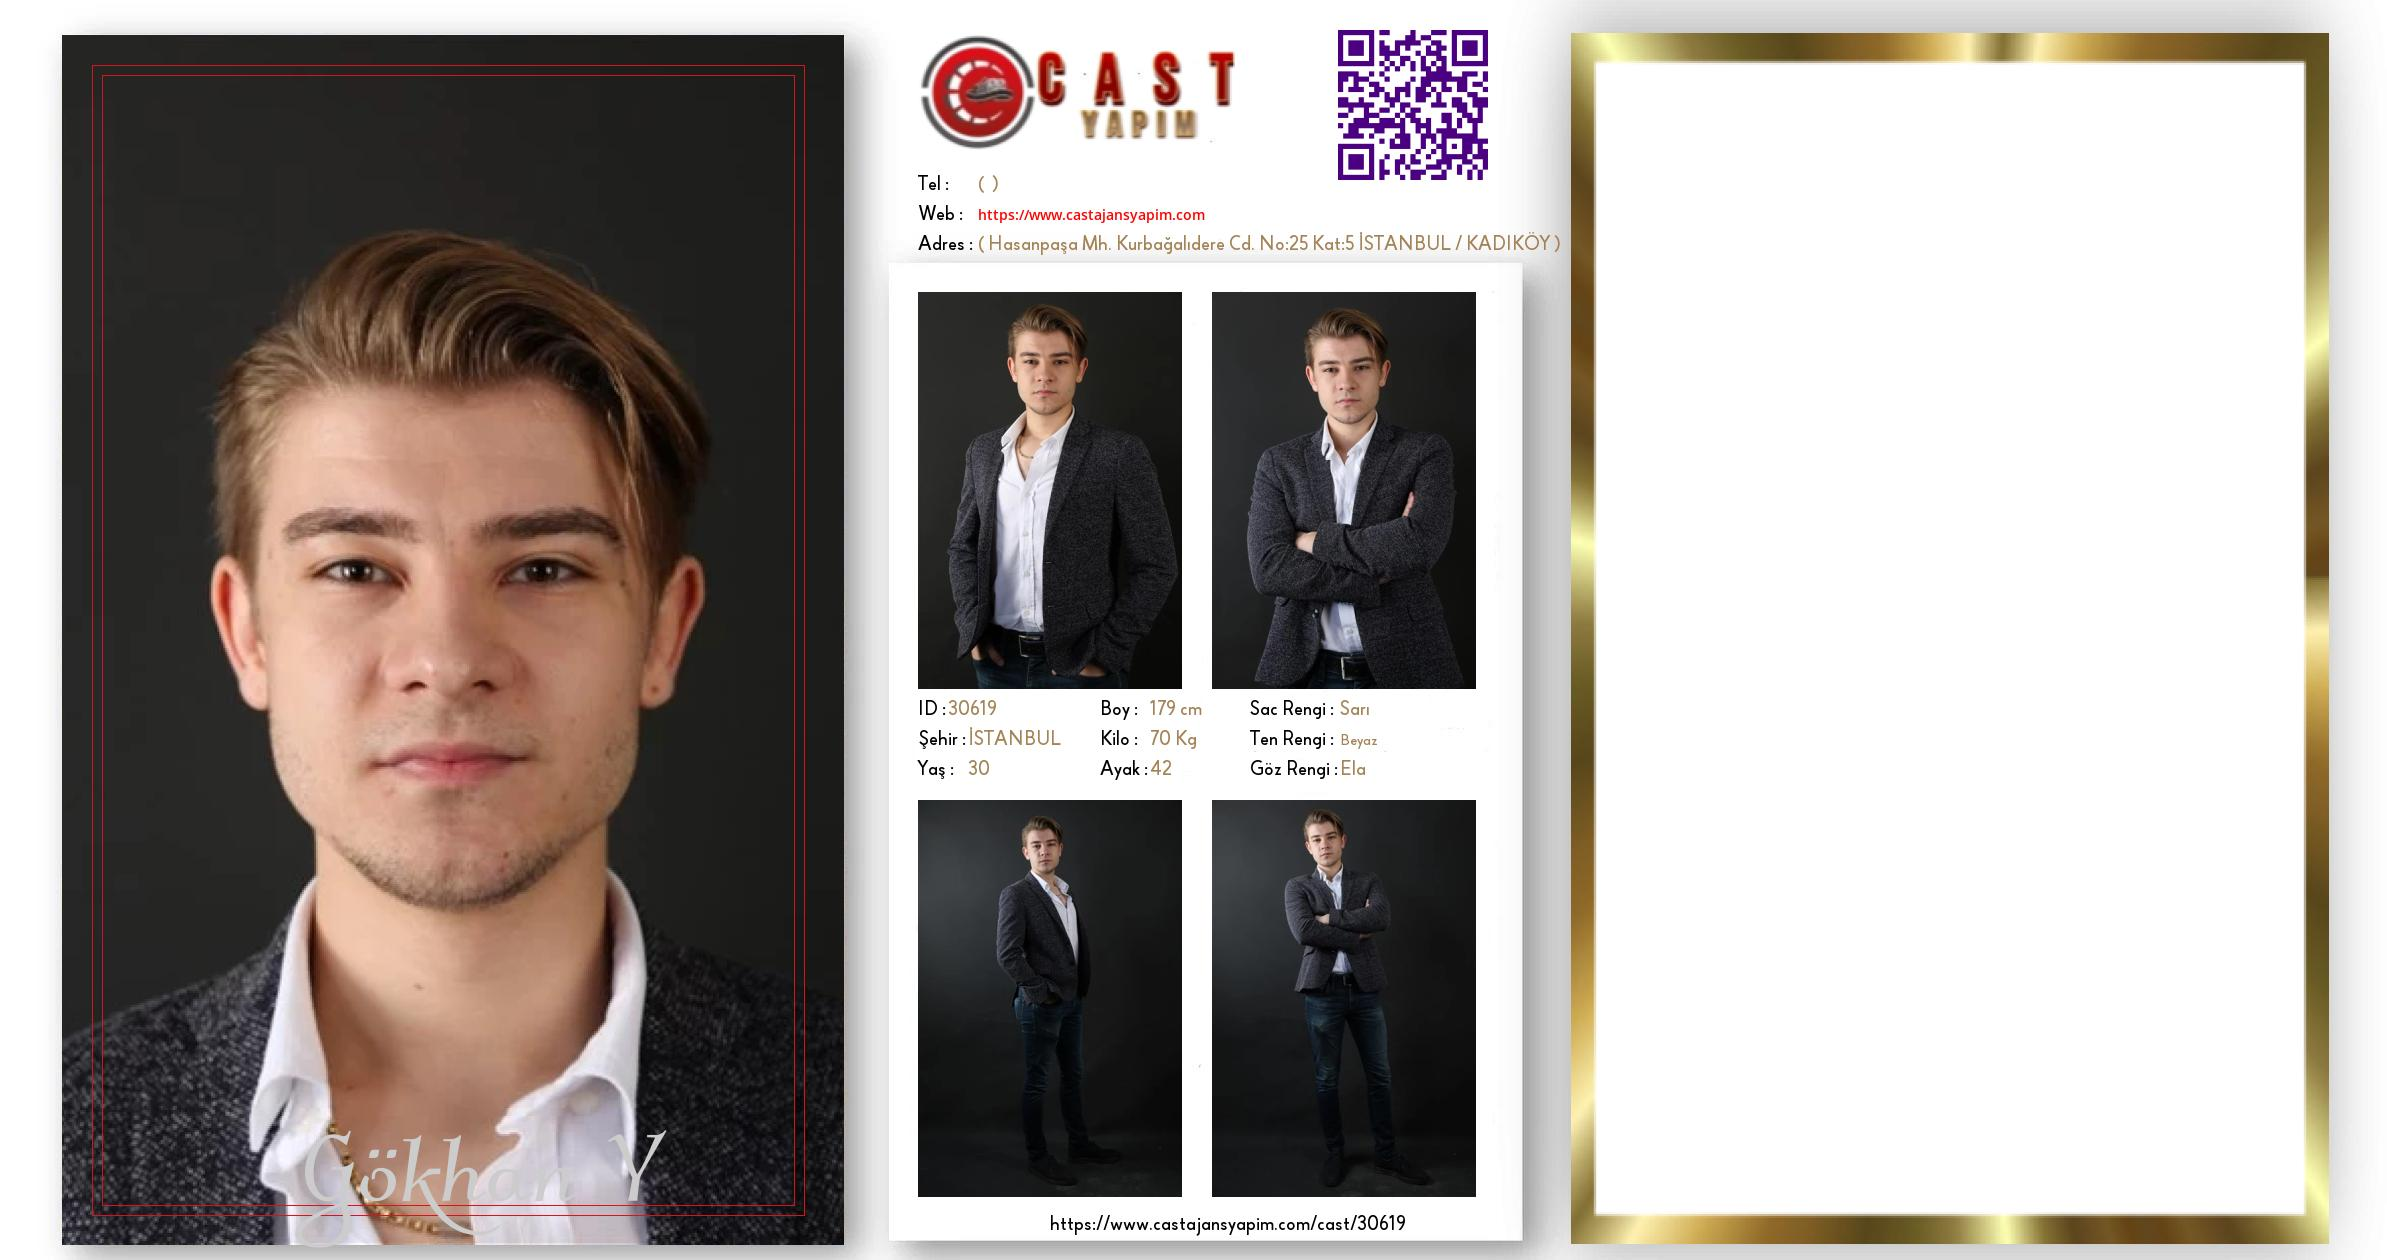 Gökhan Y
CAST
YAPIM
Tel : ( )
Web : https://www.castajansyapim.com
Adres : ( Hasanpaşa Mh. Kurbağalıdere Cd. No:25 Kat:5 İSTANBUL / KADIKÖY )
ID : 30619 Boy : 179 cm Sac Rengi : Sarı
Şehir : İSTANBUL Kilo : 70 Kg Ten Rengi : Beyaz
Yaş : 30 Ayak : 42 Göz Rengi : Ela
https://www.castajansyapim.com/cast/30619